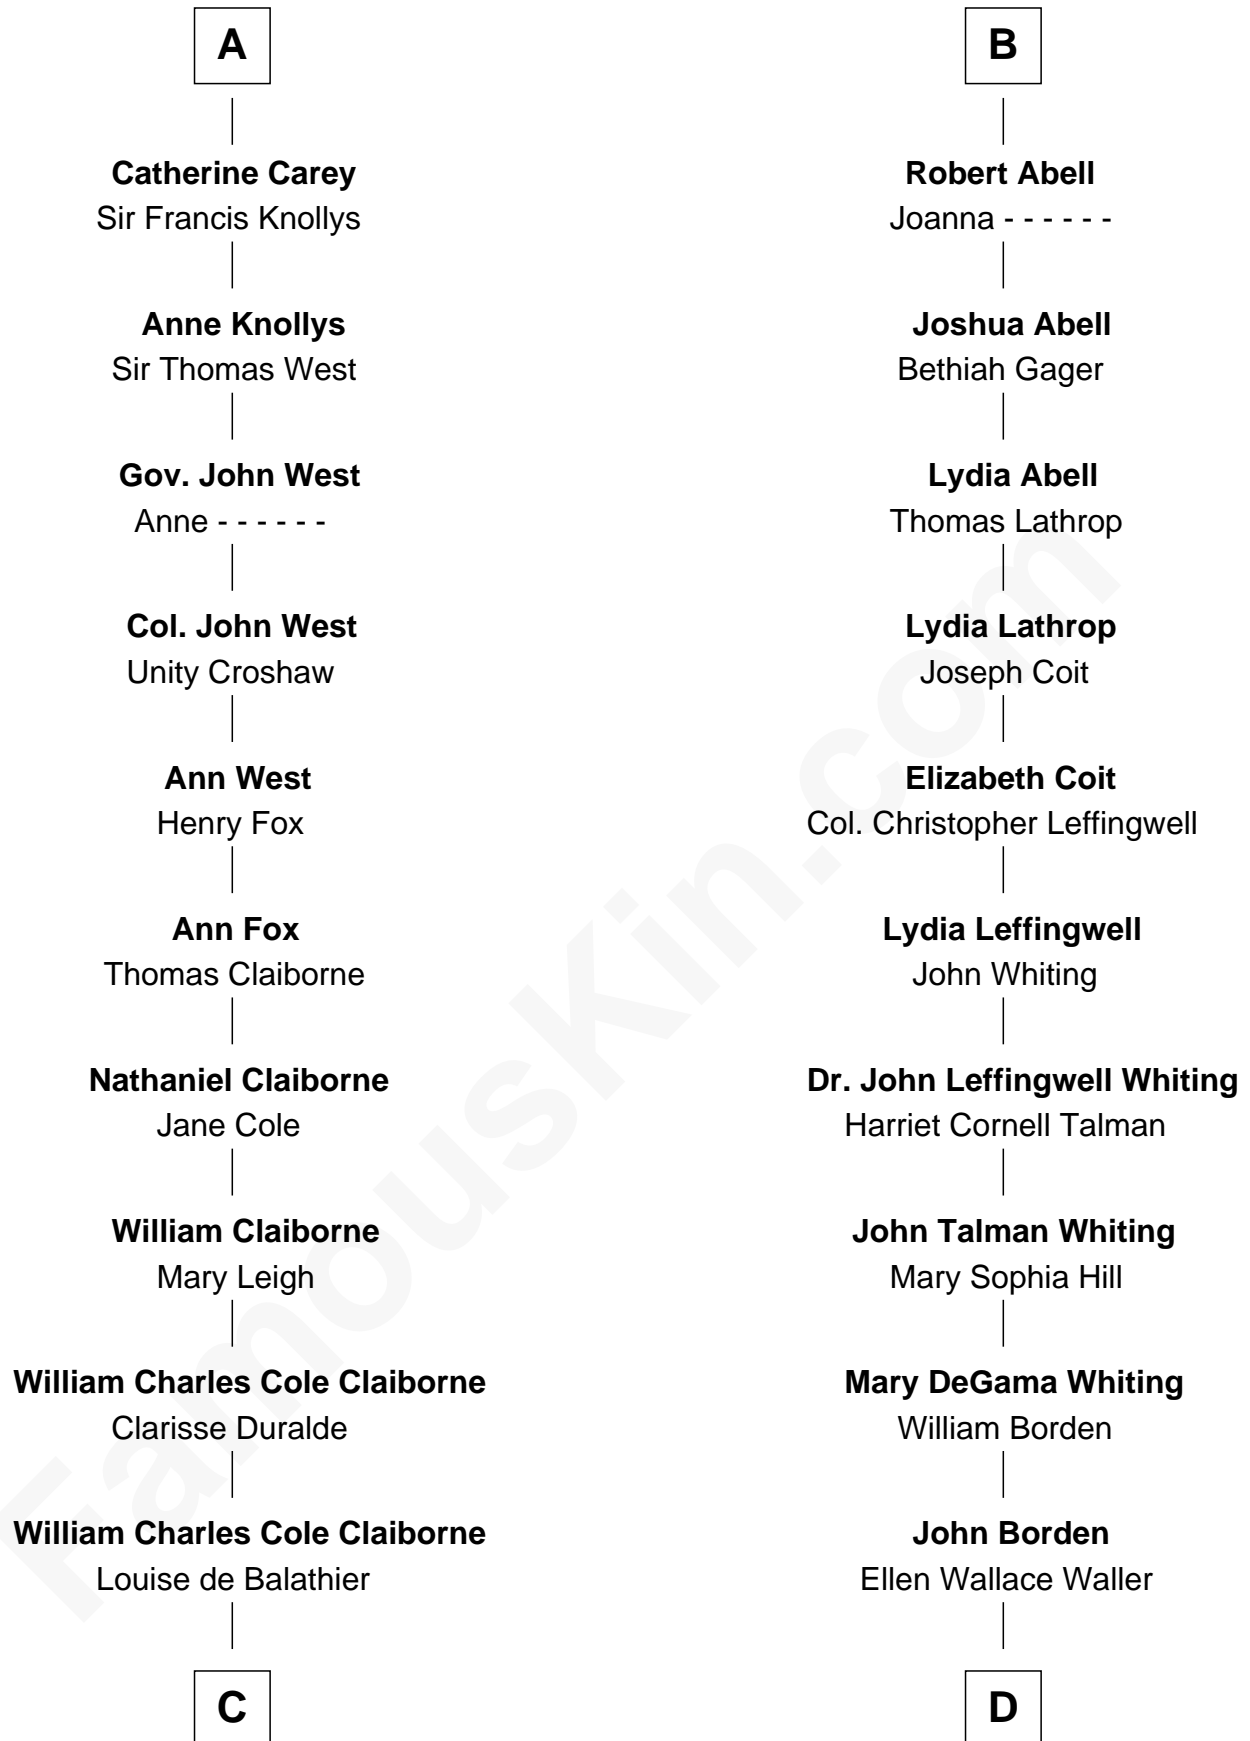 A
Catherine Carey
Sir Francis Knollys
Anne Knollys
Sir Thomas West
Gov. John West
Anne - - - - - -
Col. John West
Unity Croshaw
Ann West
Henry Fox
Ann Fox
Thomas Claiborne
Nathaniel Claiborne
Jane Cole
William Claiborne
Mary Leigh
William Charles Cole Claiborne
Clarisse Duralde
William Charles Cole Claiborne
Louise de Balathier
C
B
Robert Abell
Joanna - - - - - -
Joshua Abell
Bethiah Gager
Lydia Abell
Thomas Lathrop
Lydia Lathrop
Joseph Coit
Elizabeth Coit
Col. Christopher Leffingwell
Lydia Leffingwell
John Whiting
Dr. John Leffingwell Whiting
Harriet Cornell Talman
John Talman Whiting
Mary Sophia Hill
Mary DeGama Whiting
William Borden
John Borden
Ellen Wallace Waller
D
FamousKin.com